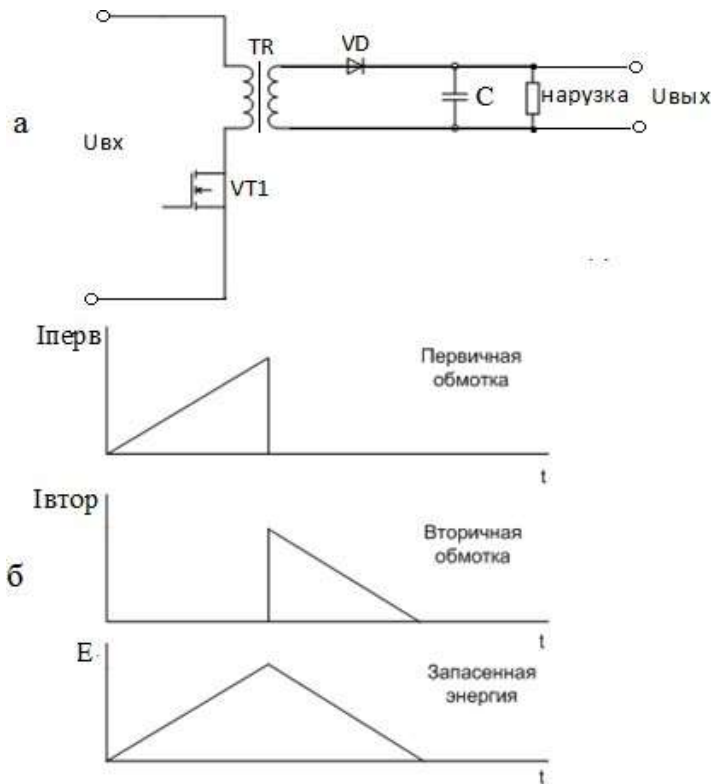 TR
VD
C
нарузка
Uвых
а
Uвх
VT1
Iперв
Первичная
обмотка
t
Iвтор
Вторичная
обмотка
б
t
E
Запасенная
энергия
t